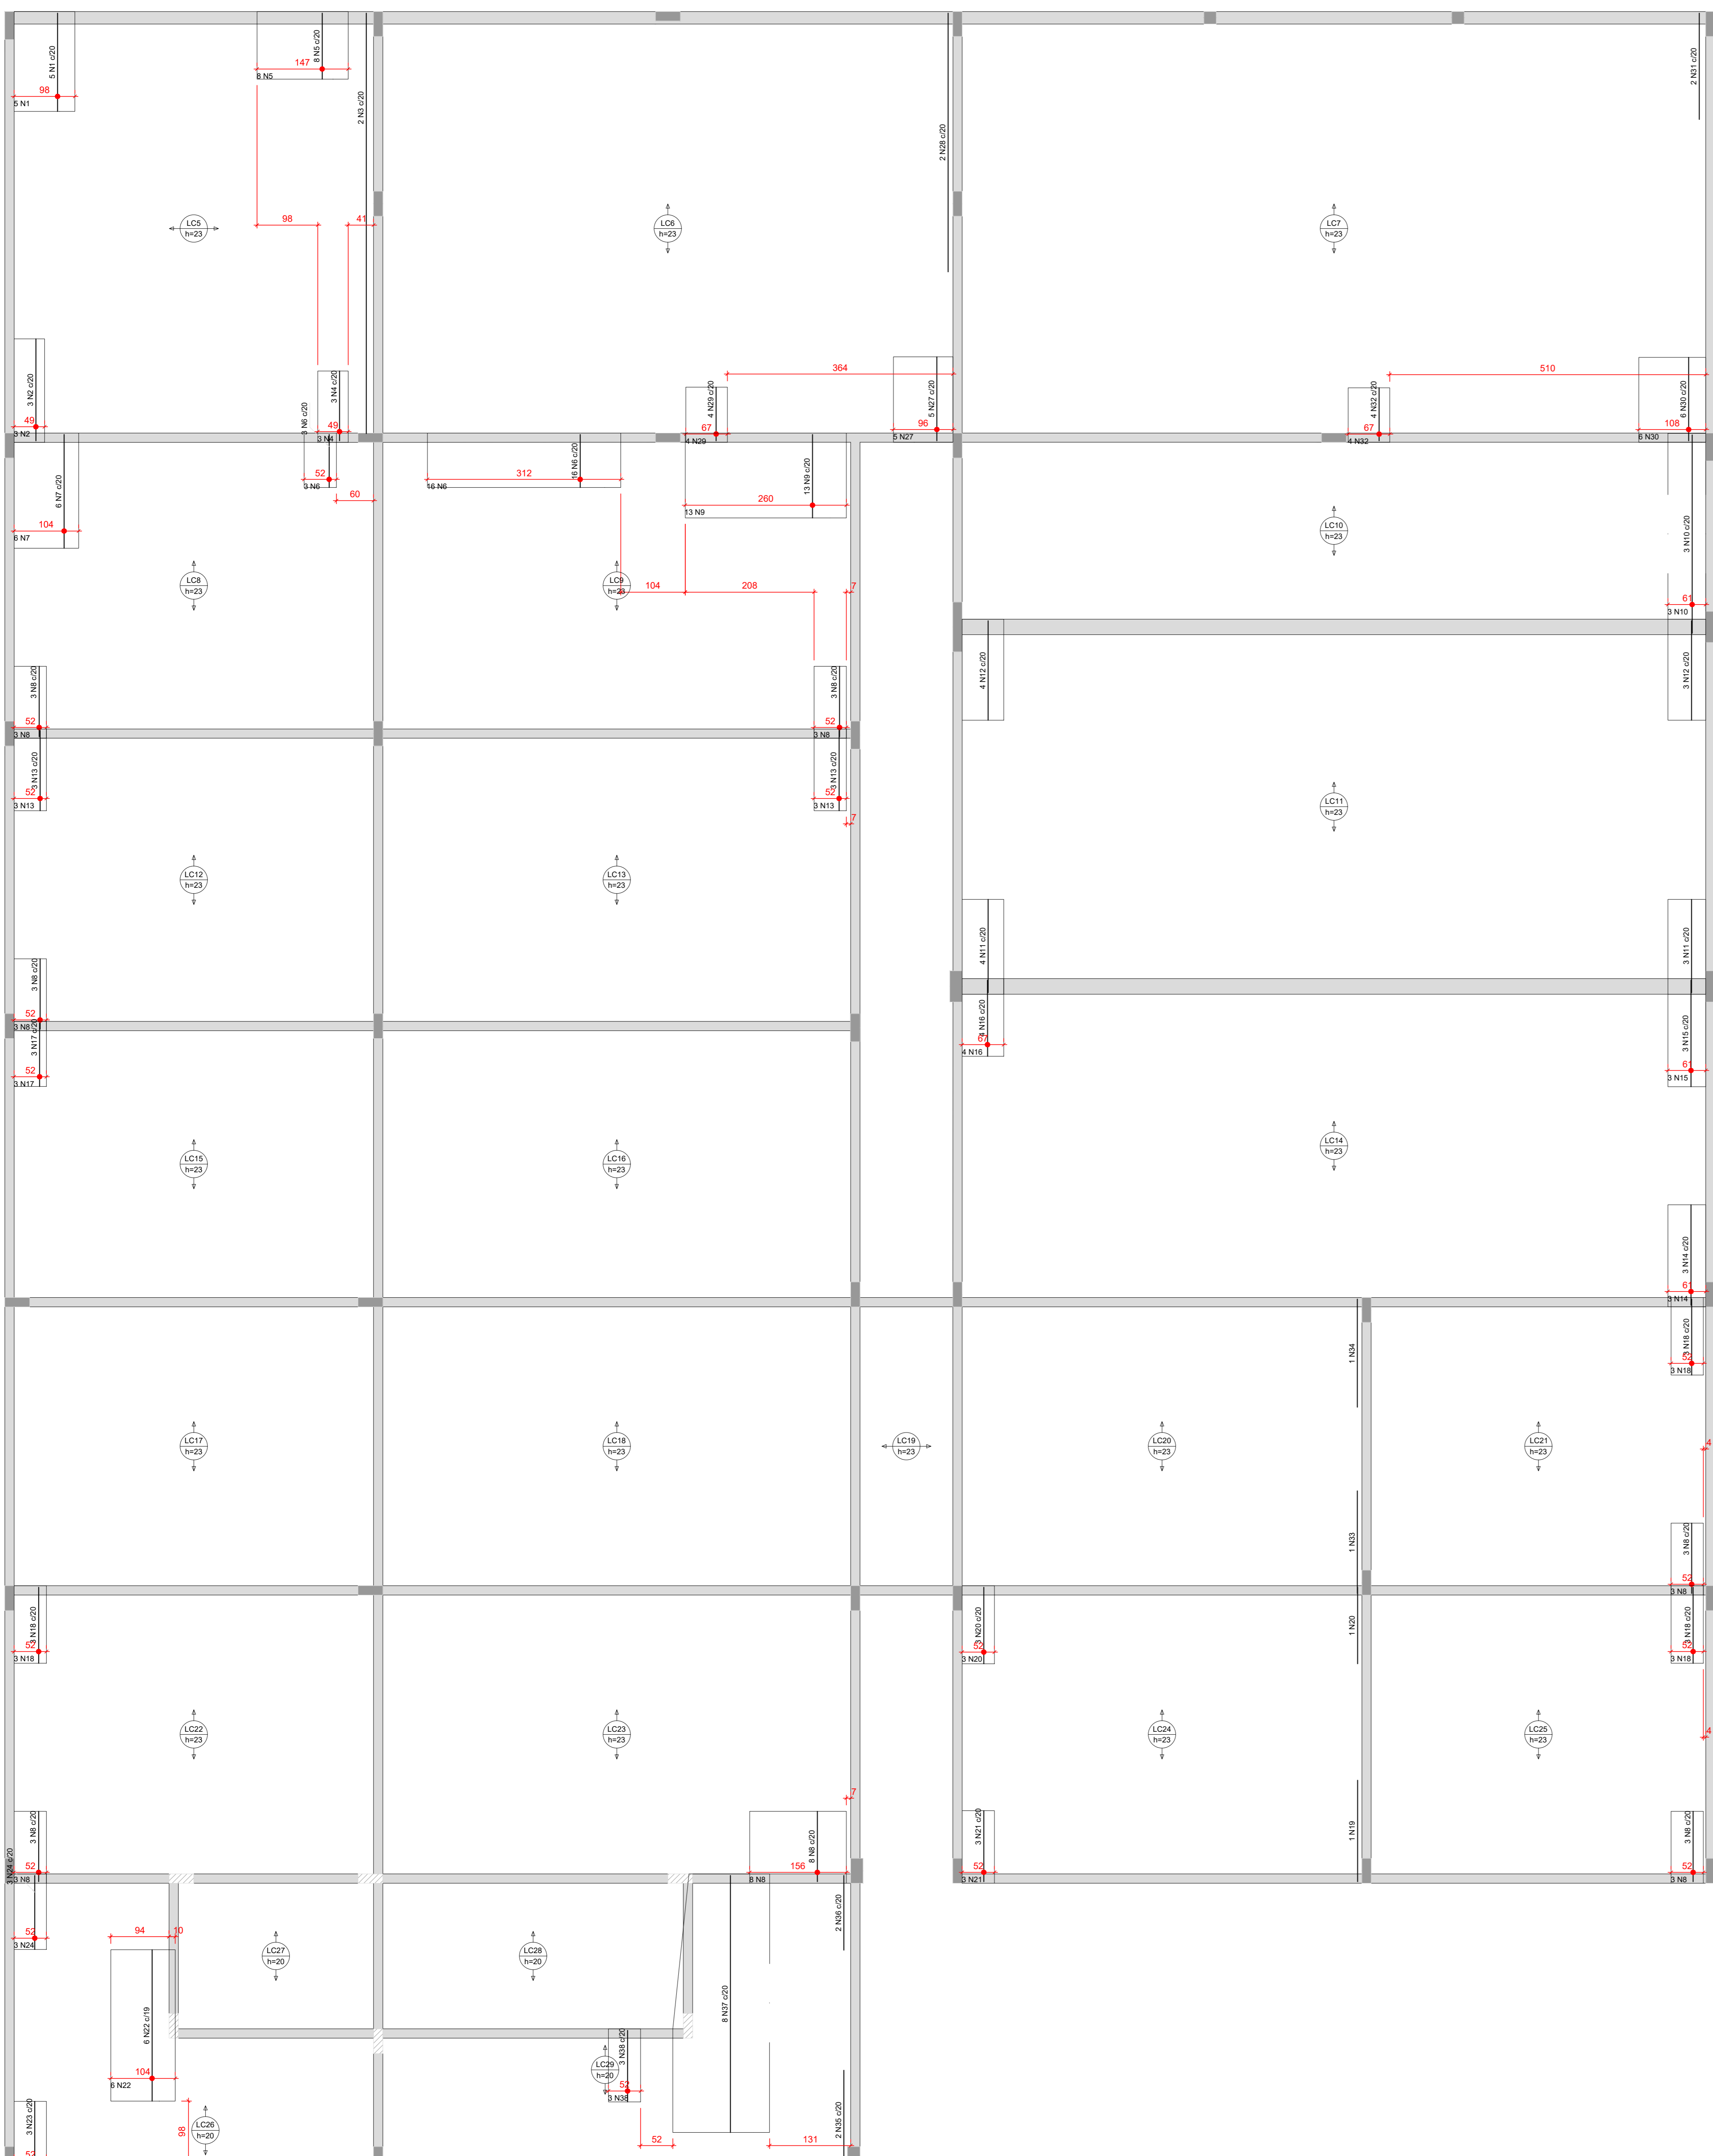 5 N1 c/20
98
5 N1
8 N5 c/20
147
8 N5
2 N3 c/20
2 N28 c/20
2 N31 c/20
98
41
LC5
h=23
LC6
h=23
LC7
h=23
3 N2 c/20
49
3 N2
3 N4 c/20
49
3 N4
3 N6 c/20
52
3 N6
60
364
4 N29 c/20
67
4 N29
5 N27 c/20
96
5 N27
510
4 N32 c/20
67
4 N32
6 N30 c/20
108
6 N30
6 N7 c/20
104
6 N7
16 N6 c/20
312
16 N6
13 N9 c/20
260
13 N9
LC10
h=23
3 N10 c/20
61
3 N10
LC8
h=23
LC9
h=23
104
208
7
3 N8 c/20
52
3 N8
3 N8 c/20
52
3 N8
4 N12 c/20
3 N12 c/20
3 N13 c/20
52
3 N13
3 N13 c/20
52
3 N13
7
LC11
h=23
LC12
h=23
LC13
h=23
4 N11 c/20
3 N11 c/20
3 N8 c/20
52
3 N8
3 N17 c/20
52
3 N17
4 N16 c/20
67
4 N16
3 N15 c/20
61
3 N15
LC14
h=23
LC15
h=23
LC16
h=23
3 N14 c/20
61
3 N14
3 N18 c/20
52
3 N18
1 N34
LC17
h=23
LC18
h=23
LC19
h=23
LC20
h=23
LC21
h=23
4
1 N33
3 N8 c/20
52
3 N8
3 N18 c/20
52
3 N18
3 N20 c/20
52
3 N20
1 N20
3 N18 c/20
52
3 N18
LC22
h=23
LC23
h=23
LC24
h=23
LC25
h=23
4
7
3 N24 c/20
3 N8 c/20
52
3 N8
8 N8 c/20
156
8 N8
3 N21 c/20
52
3 N21
1 N19
3 N8 c/20
52
3 N8
52
3 N24
94
10
LC27
h=20
LC28
h=20
2 N36 c/20
6 N22 c/19
104
6 N22
8 N37 c/20
3 N38 c/20
LC29
h=20
52
3 N38
3 N23 c/20
52
98
LC26
h=20
52
131
2 N35 c/20